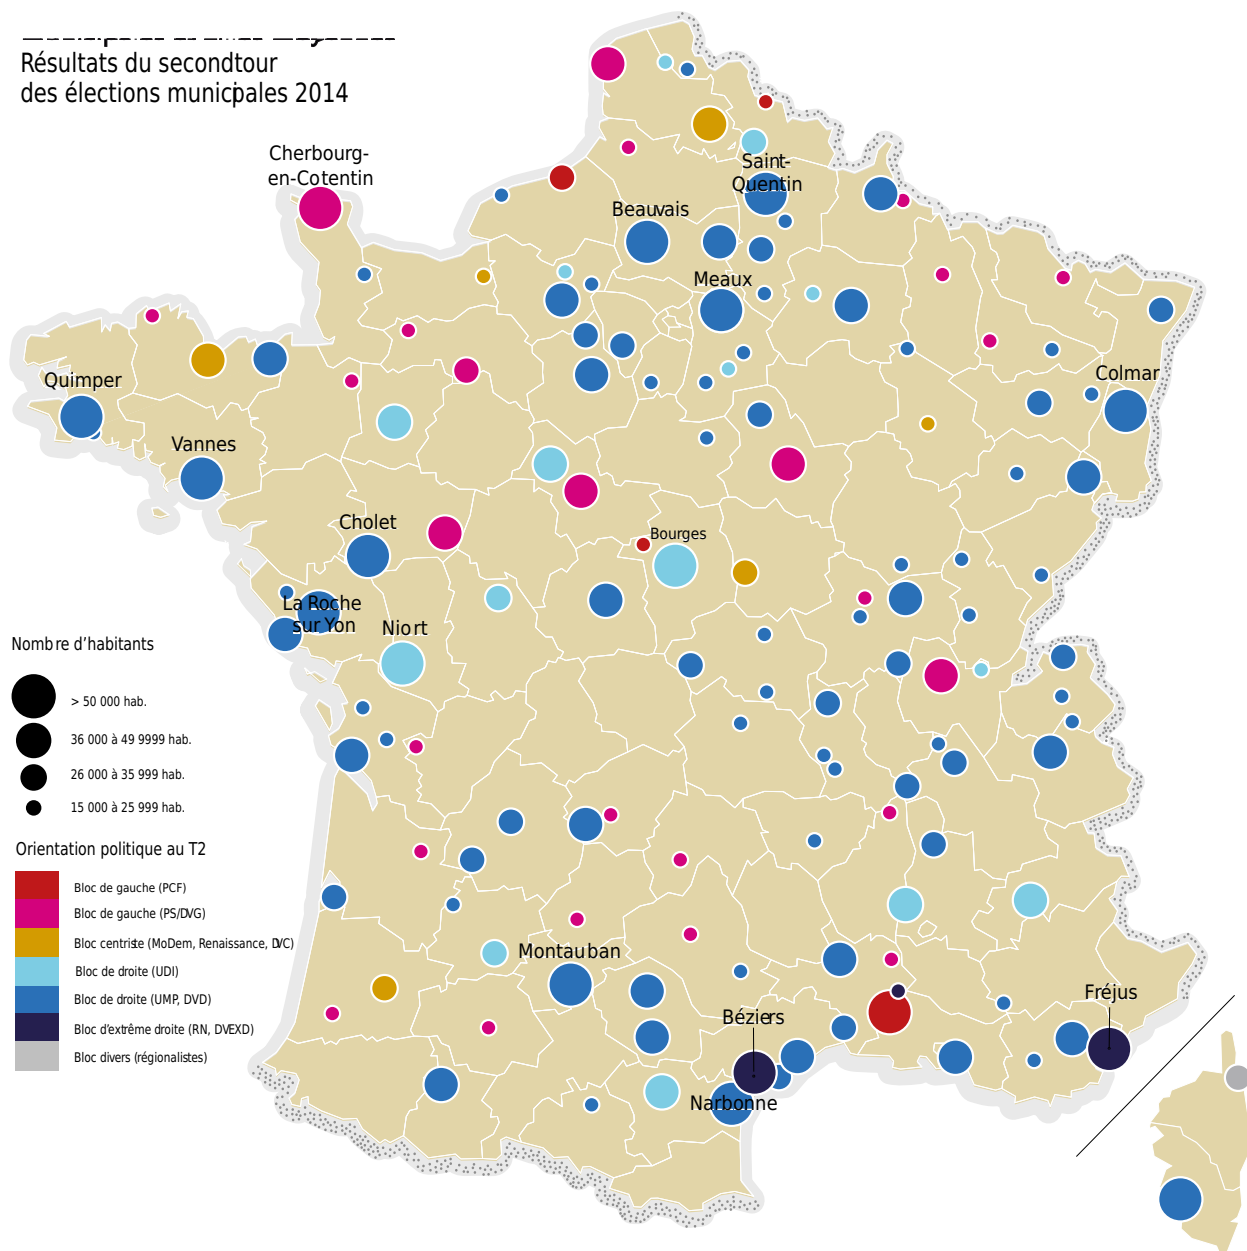 Résultats du secondtour
des élections municipales 2014
Cherbourg-
en-Cotentin
Saint-
Quentin
Beauvais
Meaux
Quimper
Colmar
Vannes
Cholet
Bourges
La Roche
sur Yon
Niort
Nombre d'habitants
> 50 000 hab.
36 000 à 49 9999 hab.
26 000 à 35 999 hab.
15 000 à 25 999 hab.
Orientation politique au T2
Bloc de gauche (PCF)
Bloc de gauche (PS/DVG)
Bloc centriste (MoDem, Renaissance, DVC)
Bloc de droite (UDI)
Bloc de droite (UMP, DVD)
Bloc d'extrême droite (RN, DVEXD)
Bloc divers (régionalistes)
Montauban
Béziers
Fréjus
Narbonne